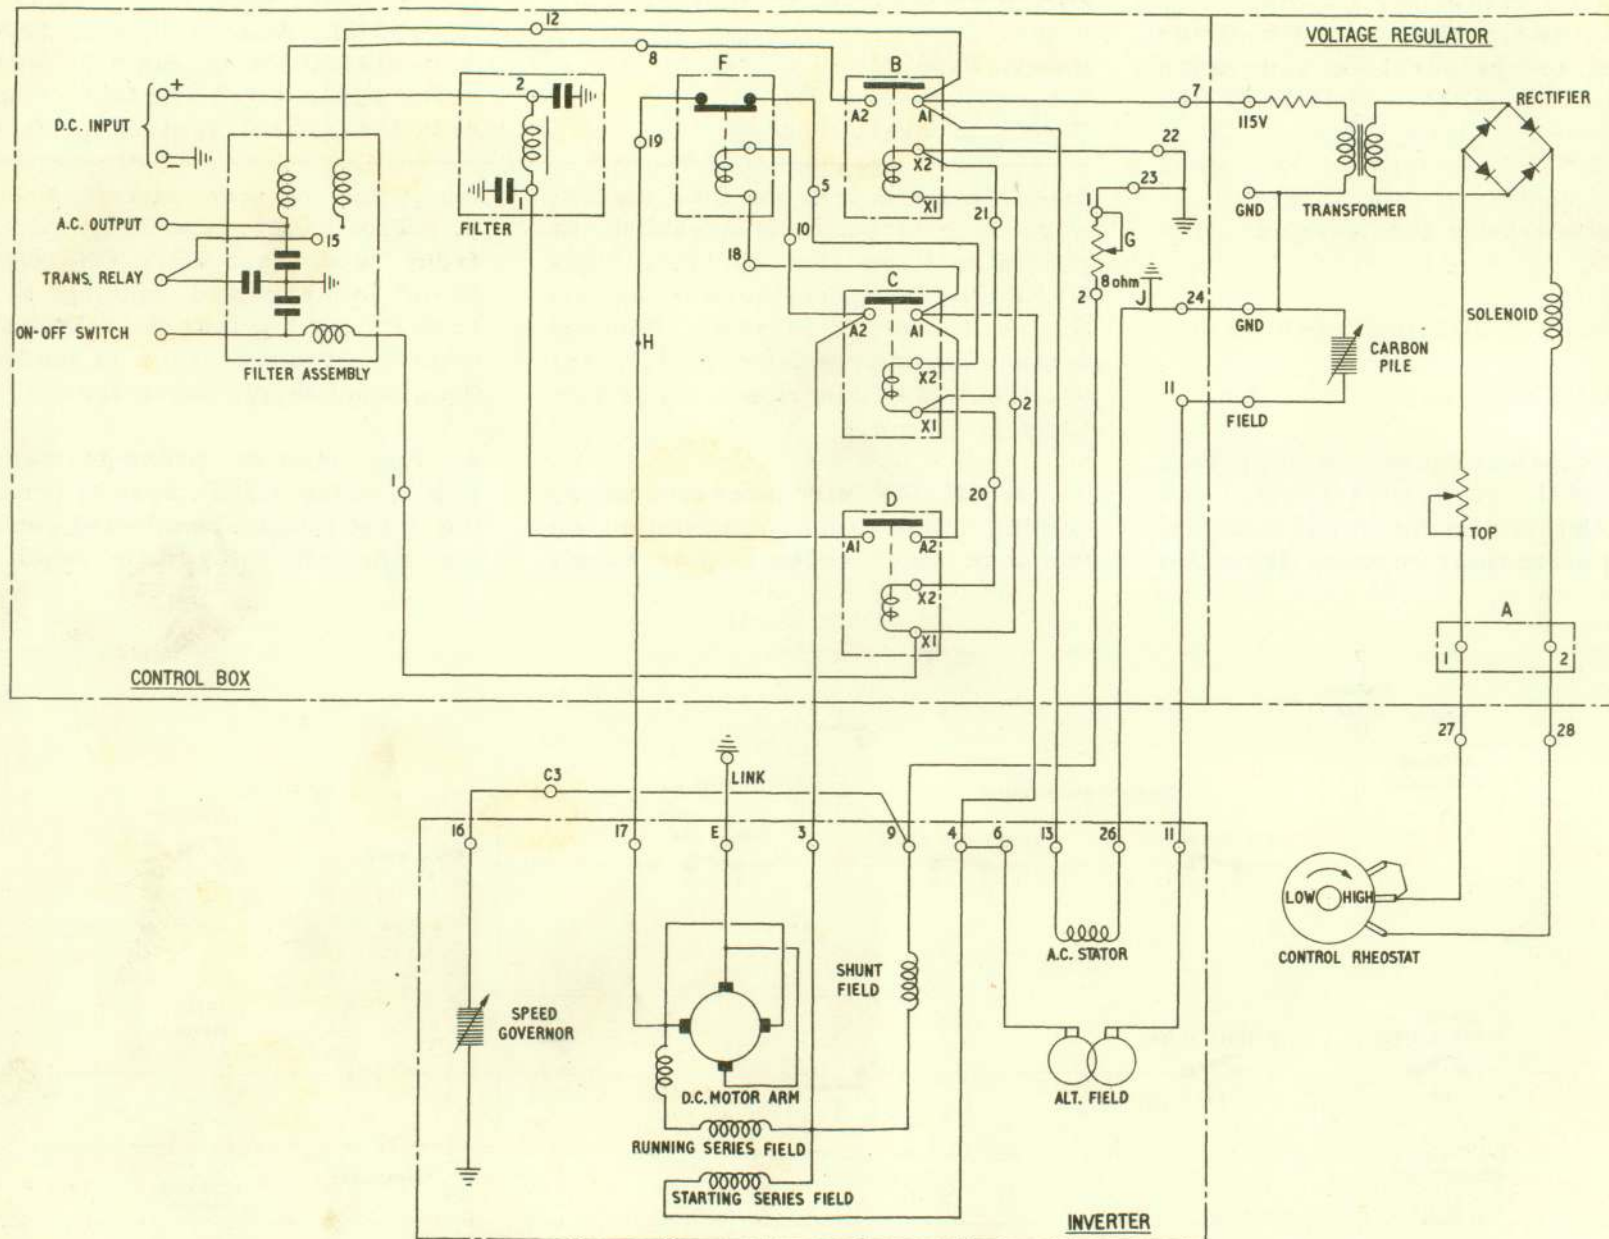 12
8
VOLTAGE REGULATOR
+
D.C. INPUT
−
2
F
B
A2
A1
7
115V
RECTIFIER
19
X2
22
1
FILTER
5
X1
23
1
GND
TRANSFORMER
A.C. OUTPUT
15
10
21
G
18
8 ohm
TRANS. RELAY
C
2
J
24
GND
SOLENOID
ON-OFF SWITCH
A2
A1
H
FILTER ASSEMBLY
X2
CARBON PILE
2
11
FIELD
X1
1
20
D
TOP
A1
A2
X2
A
X1
1
2
CONTROL BOX
27
28
C3
LINK
16
17
E
3
9
4
6
13
26
11
LOW
HIGH
A.C. STATOR
CONTROL RHEOSTAT
SHUNT
FIELD
SPEED
GOVERNOR
D.C. MOTOR ARM
ALT. FIELD
RUNNING SERIES FIELD
STARTING SERIES FIELD
INVERTER